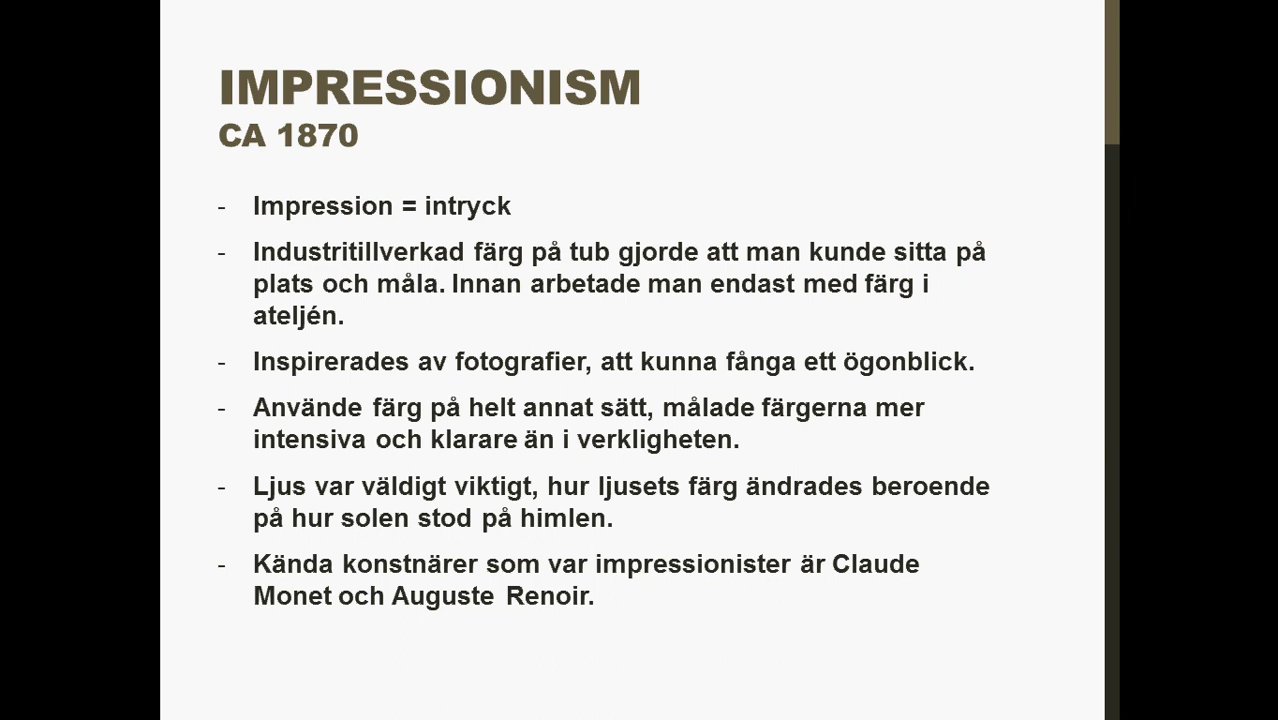 IMPRESSIONISM
CA 1870
- Impression = intryck
- Industritillverkad färg på tub gjorde att man kunde sitta på
plats och måla. Innan arbetade man endast med färg i
ateljén.
- Inspirerades av fotografier, att kunna fånga ett ögonblick.
- Använde färg på helt annat sätt, målade färgerna mer
intensiva och klarare än i verkligheten.
- Ljus var väldigt viktigt, hur ljusets färg ändrades beroende
på hur solen stod på himlen.
- Kända konstnärer som var impressionister är Claude
Monet och Auguste Renoir.